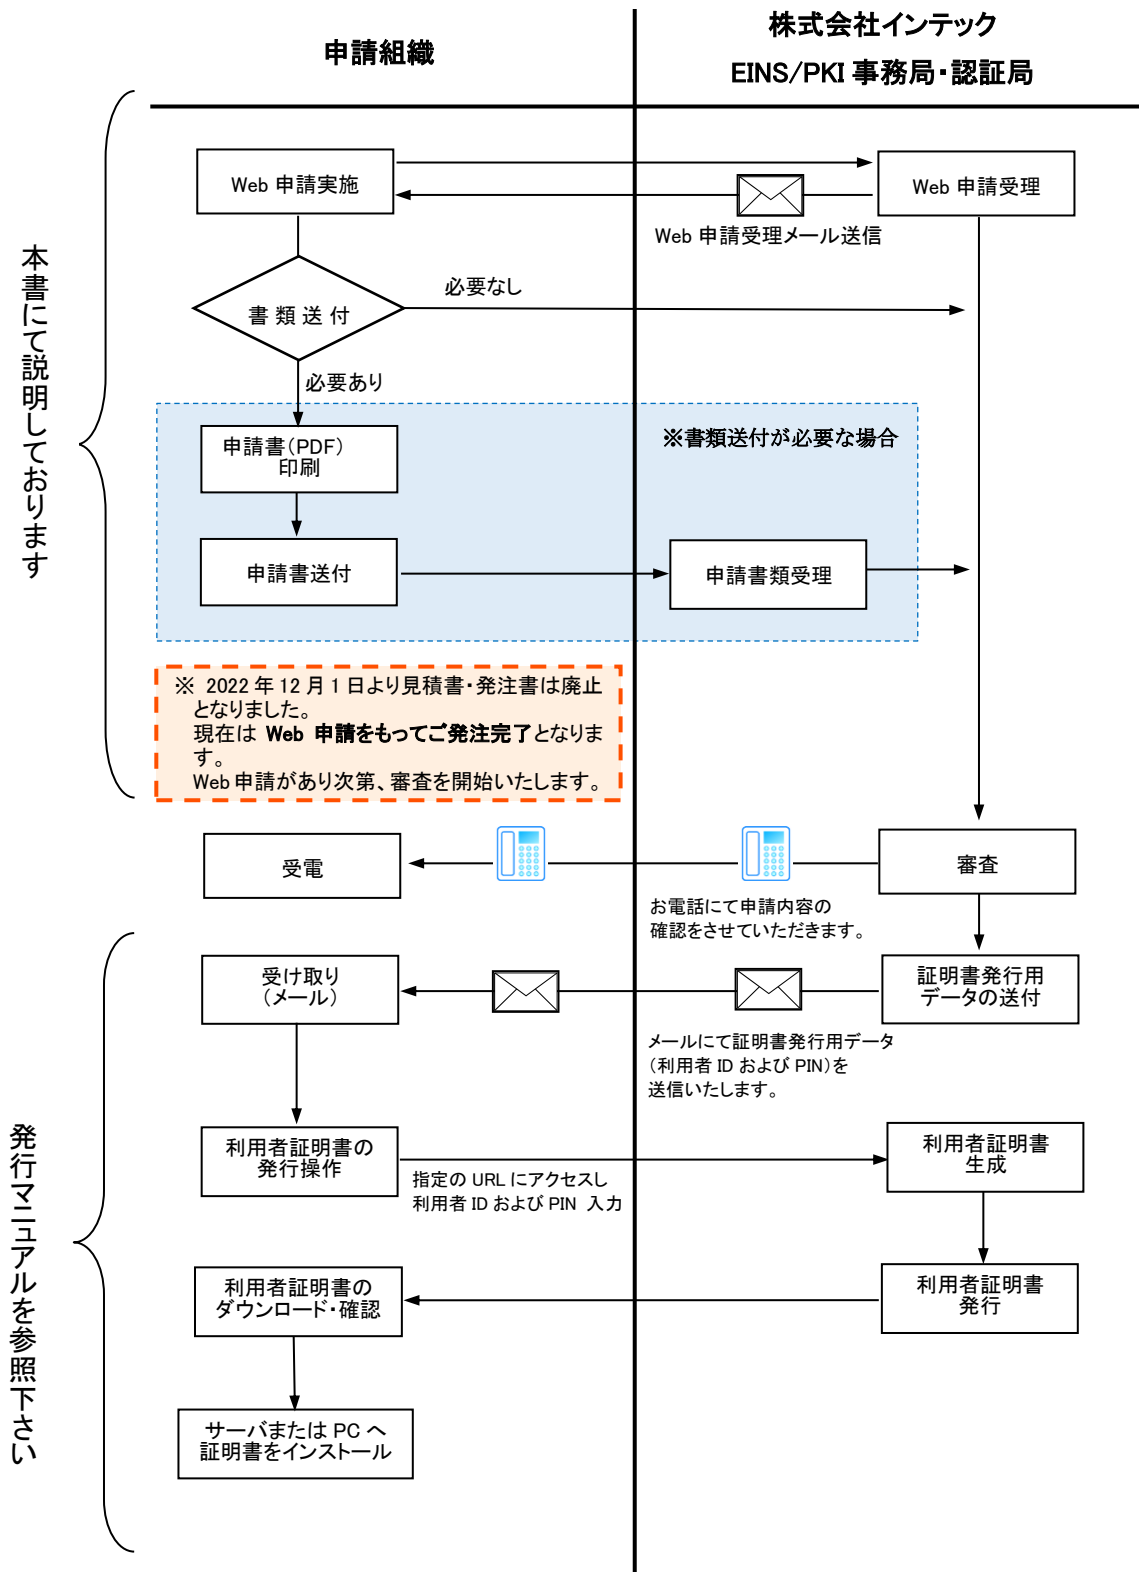 申請組織
株式会社インテック
EINS/PKI 事務局・認証局
本書にて説明しております
Web 申請実施
Web 申請受理
Web 申請受理メール送信
書類送付
必要なし
必要あり
※書類送付が必要な場合
申請書(PDF)
印刷
申請書送付
申請書類受理
※ 2022 年 12 月 1 日より見積書・発注書は廃止
となりました。
現在は Web 申請をもってご発注完了となりま
す。
Web 申請があり次第、審査を開始いたします。
受電
審査
お電話にて申請内容の
確認をさせていただきます。
発行マニュアルを参照下さい
受け取り
(メール)
証明書発行用
データの送付
メールにて証明書発行用データ
(利用者 ID および PIN)を
送信いたします。
利用者証明書の
発行操作
指定の URL にアクセスし
利用者 ID および PIN 入力
利用者証明書
生成
利用者証明書の
ダウンロード・確認
利用者証明書
発行
サーバまたは PC へ
証明書をインストール